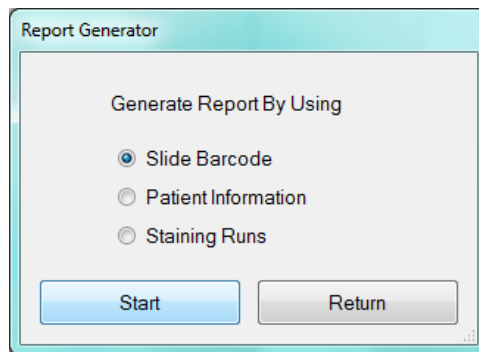 Report Generator
Generate Report By Using
Slide Barcode
Patient Information
Staining Runs
Start Return